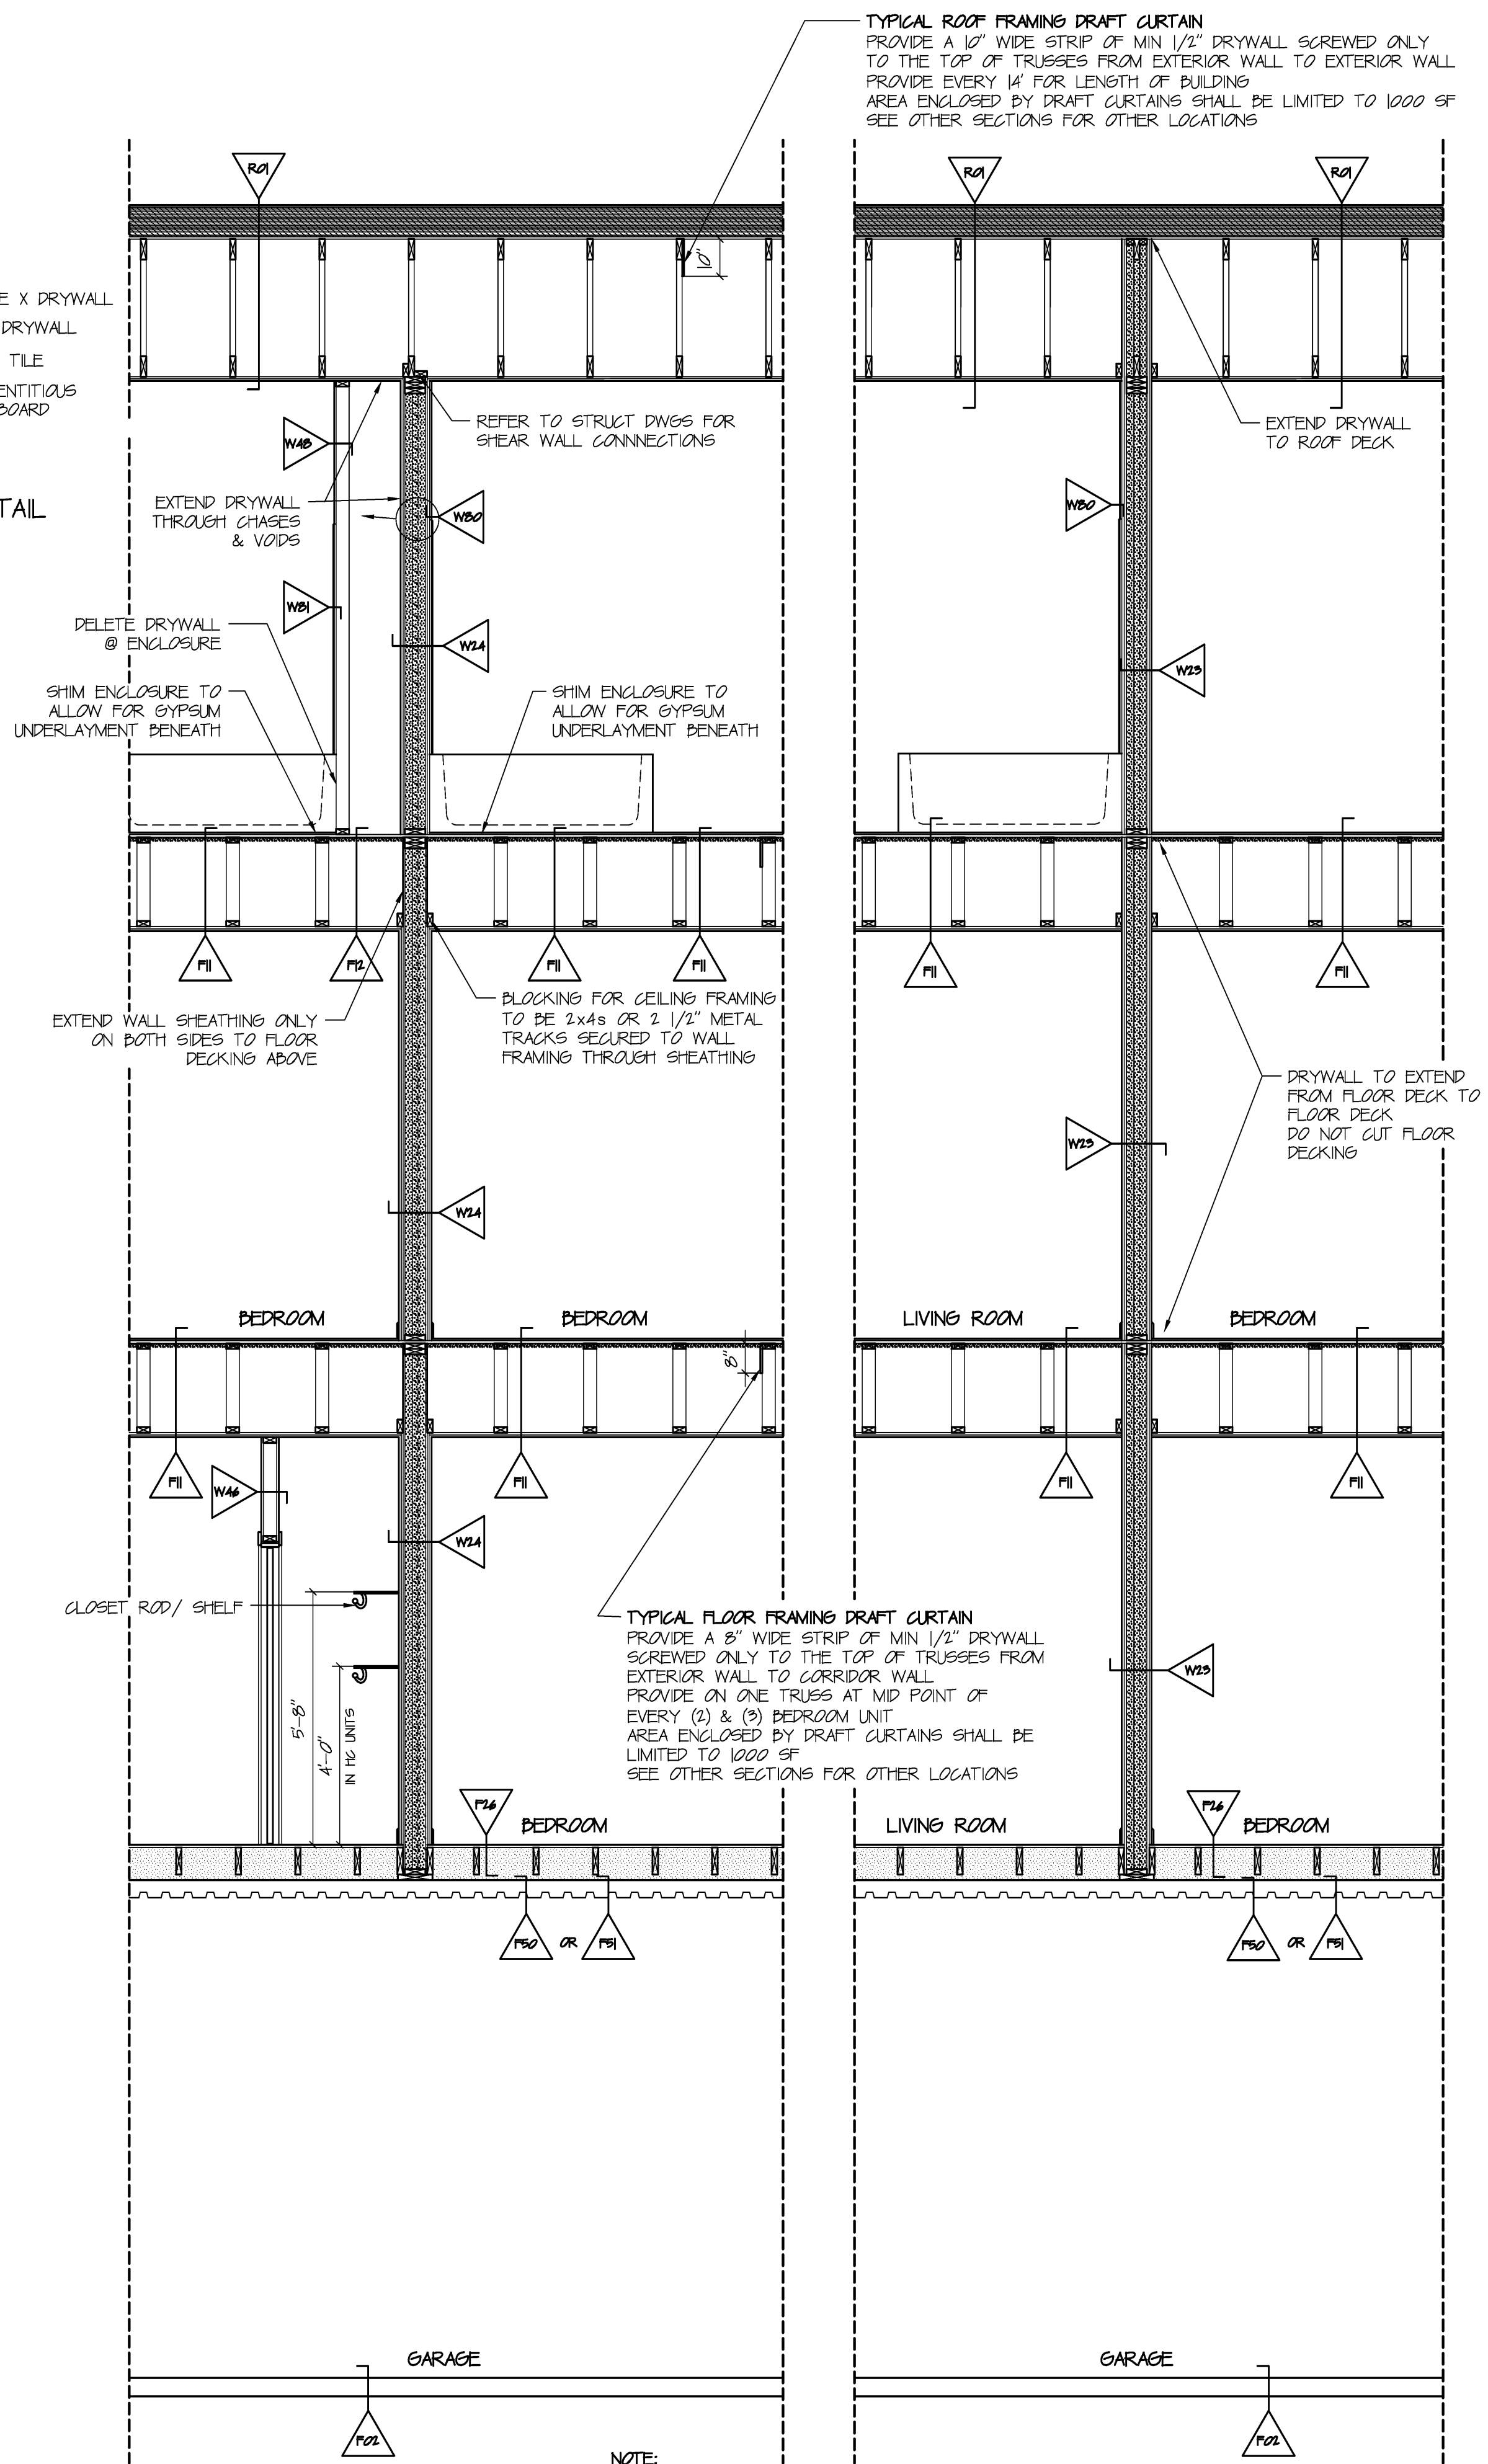 TYPICAL ROOF FRAMING DRAFT CURTAIN
PROVIDE A 10" WIDE STRIP OF MIN 1/2" DRYWALL SCREWED ONLY
TO THE TOP OF TRUSSES FROM EXTERIOR WALL TO EXTERIOR WALL
PROVIDE EVERY 14' FOR LENGTH OF BUILDING
AREA ENCLOSED BY DRAFT CURTAINS SHALL BE LIMITED TO 1000 SF
SEE OTHER SECTIONS FOR OTHER LOCATIONS
R01
R01
R01
10"
E X DRYWALL
DRYWALL
TILE
ENTITIOUS
BOARD
TAIL
REFER TO STRUCT DWGS FOR
SHEAR WALL CONNNECTIONS
EXTEND DRYWALL
TO ROOF DECK
W48
EXTEND DRYWALL
THROUGH CHASES
& VOIDS
W80
W80
W81
DELETE DRYWALL
@ ENCLOSURE
W24
W23
SHIM ENCLOSURE TO
ALLOW FOR GYPSUM
UNDERLAYMENT BENEATH
SHIM ENCLOSURE TO
ALLOW FOR GYPSUM
UNDERLAYMENT BENEATH
F11
F12
F11
F11
F11
F11
EXTEND WALL SHEATHING ONLY
ON BOTH SIDES TO FLOOR
DECKING ABOVE
BLOCKING FOR CEILING FRAMING
TO BE 2x4s OR 2 1/2" METAL
TRACKS SECURED TO WALL
FRAMING THROUGH SHEATHING
DRYWALL TO EXTEND
FROM FLOOR DECK TO
FLOOR DECK
DO NOT CUT FLOOR
DECKING
W23
W24
BEDROOM
BEDROOM
LIVING ROOM
BEDROOM
8"
F11
F11
F11
F11
W46
W24
CLOSET ROD/ SHELF
5'-8"
4'-0"
IN HC UNITS
TYPICAL FLOOR FRAMING DRAFT CURTAIN
PROVIDE A 8" WIDE STRIP OF MIN 1/2" DRYWALL
SCREWED ONLY TO THE TOP OF TRUSSES FROM
EXTERIOR WALL TO CORRIDOR WALL
PROVIDE ON ONE TRUSS AT MID POINT OF
EVERY (2) & (3) BEDROOM UNIT
AREA ENCLOSED BY DRAFT CURTAINS SHALL BE
LIMITED TO 1000 SF
SEE OTHER SECTIONS FOR OTHER LOCATIONS
W23
F26
BEDROOM
LIVING ROOM
F26
BEDROOM
F50 OR F51
F50 OR F51
GARAGE
GARAGE
F02
F02
NOTE: